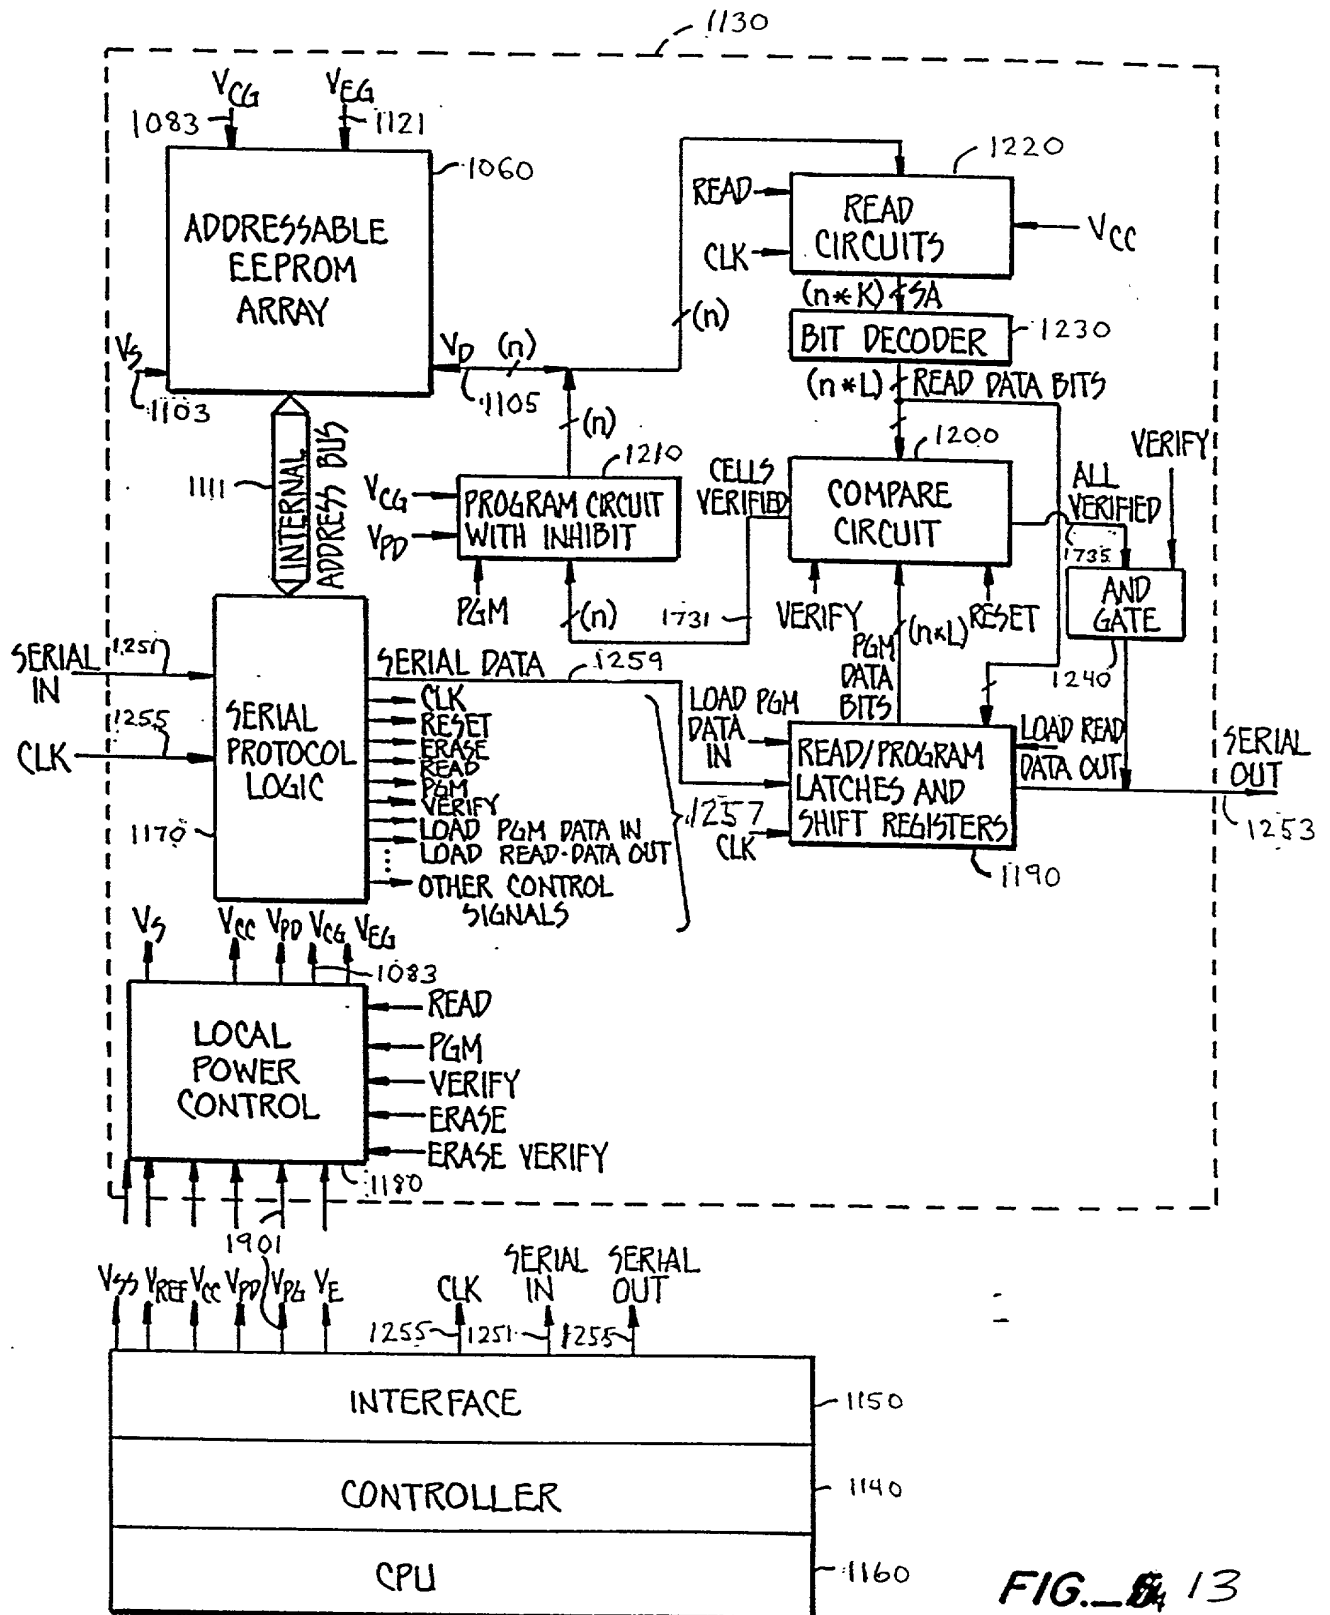 1130
VCG
VEG
1083
1121
1060
ADDRESSABLE
EEPROM
ARRAY
VS
1103
VD
(n)
1105
(n)
READ
CLK
1220
READ
CIRCUITS
VCC
(n*K)
SA
BIT DECODER
1230
(n*L)
READ DATA BITS
1111
INTERNAL
ADDRESS BUS
(n)
1210
VCG
VPD
PROGRAM CIRCUIT
WITH INHIBIT
PGM
(n)
1731
CELLS
VERIFIED
1200
COMPARE
CIRCUIT
VERIFY
RESET
ALL
VERIFIED
VERIFY
1735
AND
GATE
1240
PGM
DATA
BITS
(n*L)
SERIAL
IN
1251
CLK
1255
SERIAL
PROTOCOL
LOGIC
1170
SERIAL DATA
1259
CLK
RESET
ERASE
READ
PGM
VERIFY
LOAD PGM DATA IN
LOAD READ-DATA OUT
OTHER CONTROL
SIGNALS
1257
LOAD PGM
DATA
IN
CLK
READ/PROGRAM
LATCHES AND
SHIFT REGISTERS
1190
LOAD READ
DATA OUT
SERIAL
OUT
1253
VS
VCC
VPD
VCG
VEG
1083
LOCAL
POWER
CONTROL
READ
PGM
VERIFY
ERASE
ERASE VERIFY
1180
1901
VSS
VREF
VCC
VPD
VPG
VE
CLK
SERIAL
IN
SERIAL
OUT
1255
1251
1255
INTERFACE
1150
CONTROLLER
1140
CPU
1160
FIG._ 13